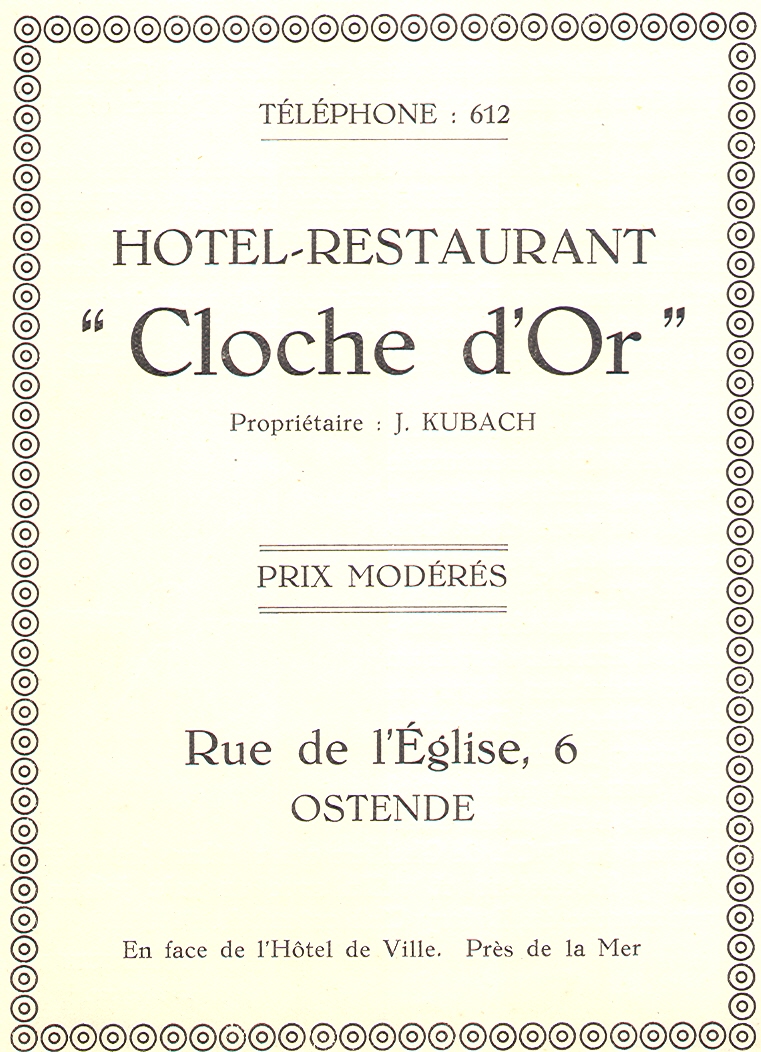 TÉLÉPHONE : 612
HOTEL-RESTAURANT
“ Cloche d’Or ”
Propriétaire : J. KUBACH
PRIX MODÉRÉS
Rue de l’Église, 6
OSTENDE
En face de l’Hôtel de Ville. Près de la Mer